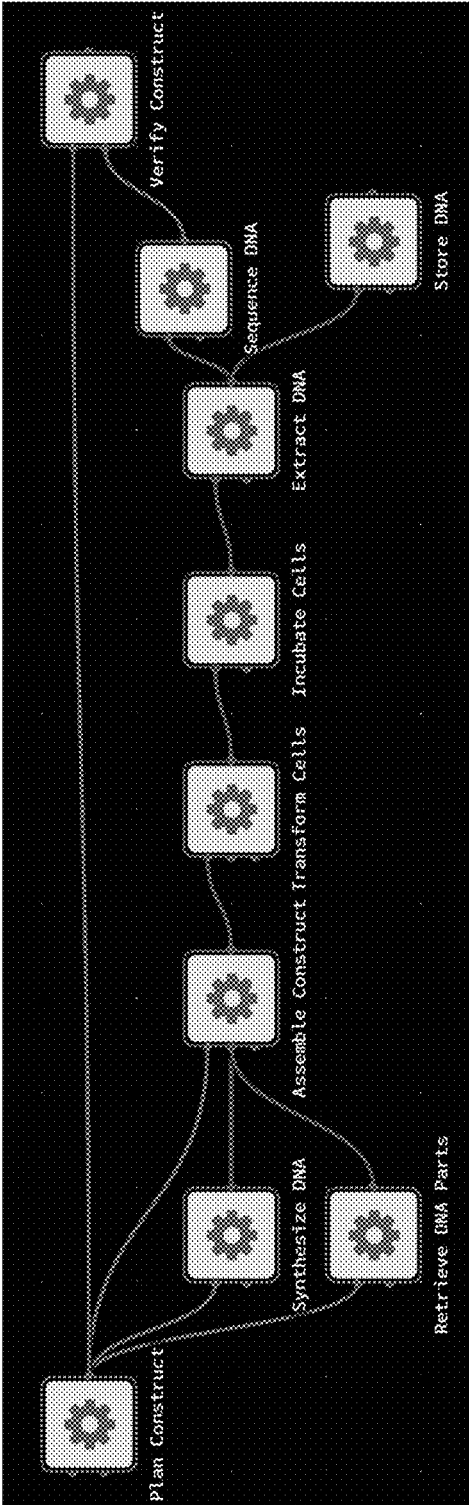 Plan Construct
Synthesize DNA
Retrieve DNA Parts
Assemble Construct
Transform Cells
Incubate Cells
Extract DNA
Sequence DNA
Store DNA
Verify Construct